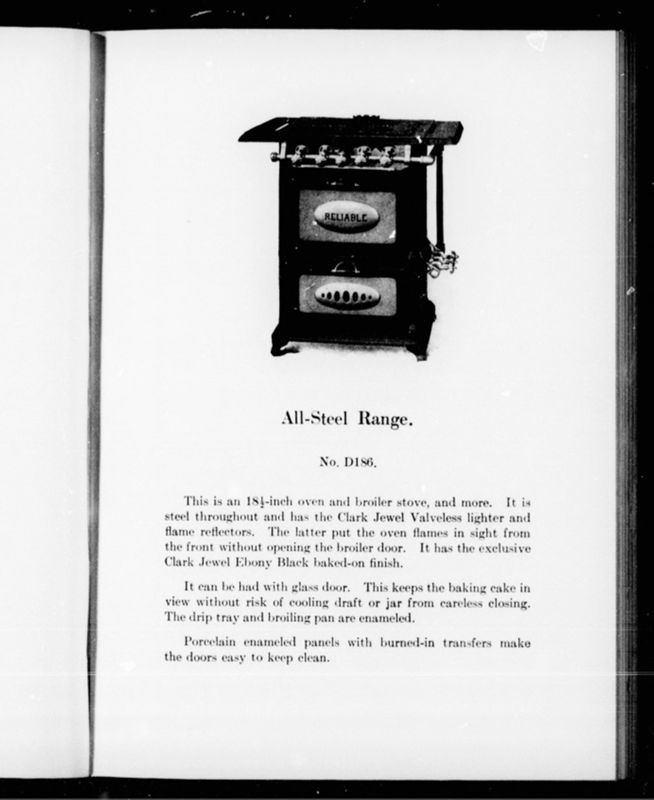 RELIABLE
All-Steel Range.
No. D186.
This is an 18½-inch oven and broiler stove, and more. It is
steel throughout and has the Clark Jewel Valveless lighter and
flame reflectors. The latter put the oven flames in sight from
the front without opening the broiler door. It has the exclusive
Clark Jewel Ebony Black baked-on finish.
It can be had with glass door. This keeps the baking cake in
view without risk of cooling draft or jar from careless closing.
The drip tray and broiling pan are enameled.
Porcelain enameled panels with burned-in transfers make
the doors easy to keep clean.